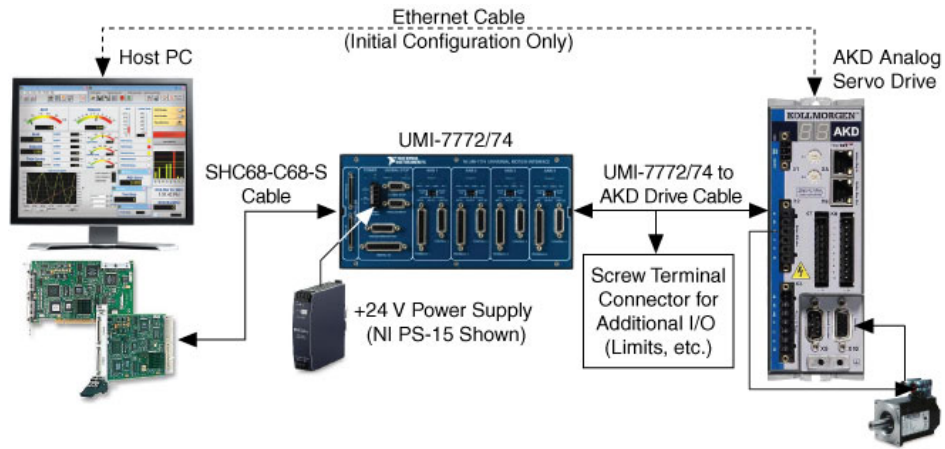 Ethernet Cable
(Initial Configuration Only)
Host PC
AKD Analog
Servo Drive
KOLLMORGEN
AKD
UMI-7772/74
NATIONAL
INSTRUMENTS
SHC68-C68-S
Cable
UMI-7772/74 to
AKD Drive Cable
+24 V Power Supply
(NI PS-15 Shown)
Screw Terminal
Connector for
Additional I/O
(Limits, etc.)